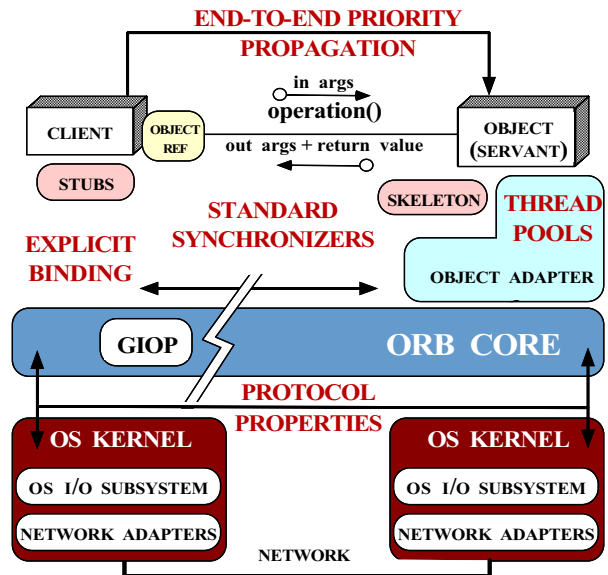 END-TO-END PRIORITY
PROPAGATION
in args
operation()
out args + return value
CLIENT
OBJECT
REF
OBJECT
(SERVANT)
STUBS
SKELETON
STANDARD
SYNCHRONIZERS
THREAD
POOLS
EXPLICIT
BINDING
OBJECT ADAPTER
GIOP
ORB CORE
PROTOCOL
PROPERTIES
OS KERNEL
OS I/O SUBSYSTEM
NETWORK ADAPTERS
OS KERNEL
OS I/O SUBSYSTEM
NETWORK ADAPTERS
NETWORK